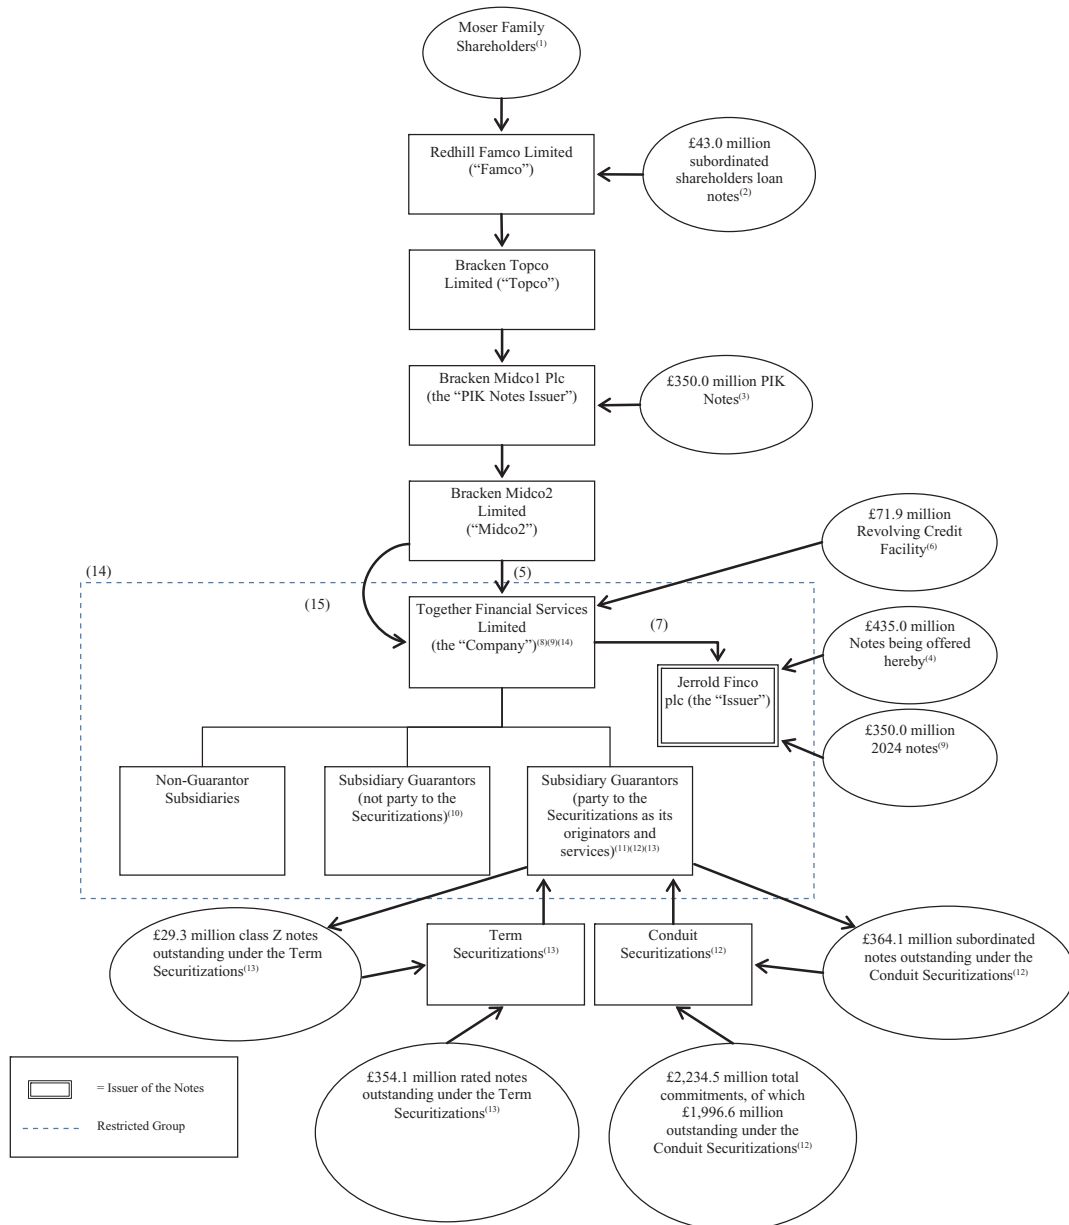 Moser Family
Shareholders(1)
Redhill Famco Limited
(“Famco”)
£43.0 million
subordinated
shareholders loan
notes(2)
Bracken Topco
Limited (“Topco”)
Bracken Midco1 Plc
(the “PIK Notes Issuer”)
£350.0 million PIK
Notes(3)
Bracken Midco2
Limited
(“Midco2”)
£71.9 million
Revolving Credit
Facility(6)
(14)
(5)
(15)
Together Financial Services
Limited
(the “Company”)(8)(9)(14)
(7)
£435.0 million
Notes being offered
hereby(4)
Jerrold Finco
plc (the “Issuer”)
£350.0 million
2024 notes(9)
Non-Guarantor
Subsidiaries
Subsidiary Guarantors
(not party to the
Securitizations)(10)
Subsidiary Guarantors
(party to the
Securitizations as its
originators and
services)(11)(12)(13)
£29.3 million class Z notes
outstanding under the Term
Securitizations(13)
Term
Securitizations(13)
Conduit
Securitizations(12)
£364.1 million subordinated
notes outstanding under the
Conduit Securitizations(12)
£354.1 million rated notes
outstanding under the Term
Securitizations(13)
£2,234.5 million total
commitments, of which
£1,996.6 million
outstanding under the
Conduit Securitizations(12)
= Issuer of the Notes
Restricted Group